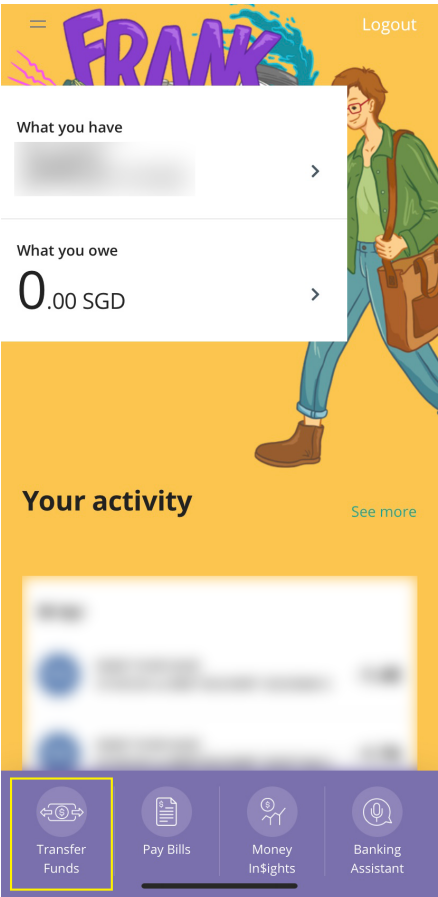 FRANK
Logout
What you have
What you owe
0.00 SGD
Your activity
See more
Transfer
Funds
Pay Bills
Money
In$ights
Banking
Assistant